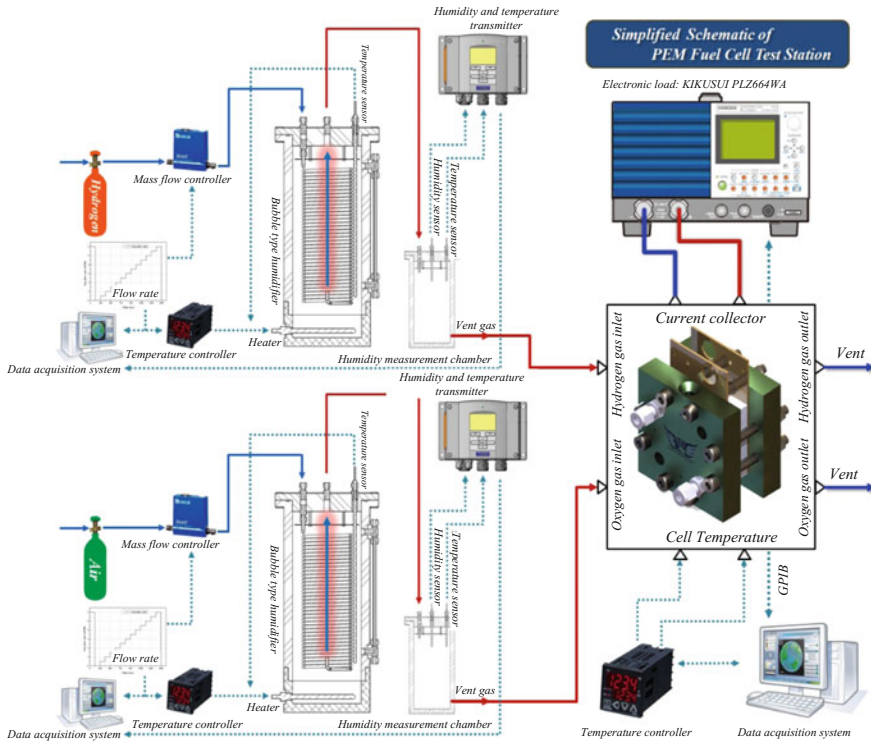 Humidity and temperature
transmitter
Simplified Schematic of
PEM Fuel Cell Test Station
Electronic load: KIKUSUI PLZ664WA
Temperature sensor
Hydrogen
Mass flow controller
Bubble type humidifier
Humidity sensor
Temperature sensor
Flow rate
Heater
Vent gas
Data acquisition system
Temperature controller
Humidity measurement chamber
Current collector
Hydrogen gas inlet
Hydrogen gas outlet
Vent
Oxygen gas inlet
Oxygen gas outlet
Vent
Cell Temperature
GPIB
Temperature controller
Data acquisition system
Humidity and temperature
transmitter
Temperature sensor
Air
Mass flow controller
Bubble type humidifier
Humidity sensor
Temperature sensor
Flow rate
Heater
Vent gas
Data acquisition system
Temperature controller
Humidity measurement chamber